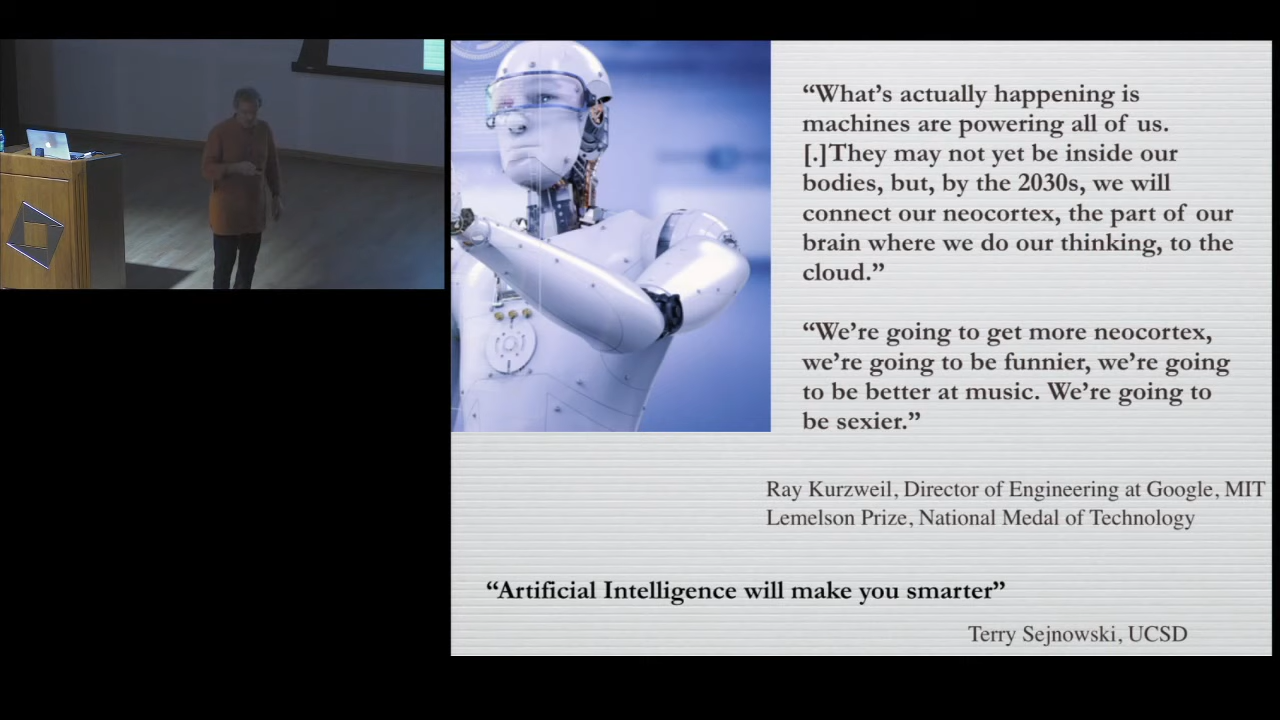 “What’s actually happening is
machines are powering all of us.
[.]They may not yet be inside our
bodies, but, by the 2030s, we will
connect our neocortex, the part of our
brain where we do our thinking, to the
cloud.”
“We’re going to get more neocortex,
we’re going to be funnier, we’re going
to be better at music. We’re going to
be sexier.”
Ray Kurzweil, Director of Engineering at Google, MIT
Lemelson Prize, National Medal of Technology
“Artificial Intelligence will make you smarter”
Terry Sejnowski, UCSD